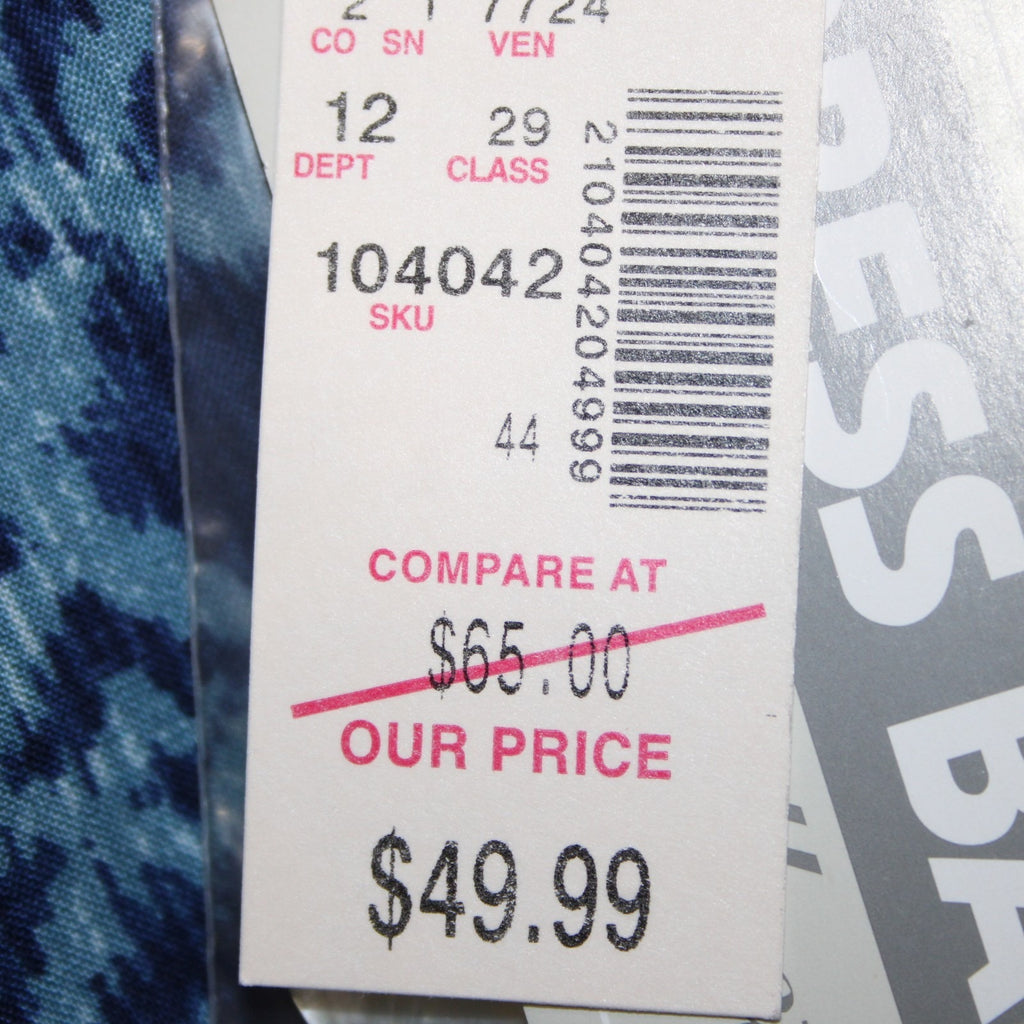 2 1 7724
CO SN VEN
12 29
DEPT CLASS
104042
SKU
210404204999
44
COMPARE AT
$65.00
OUR PRICE
$49.99